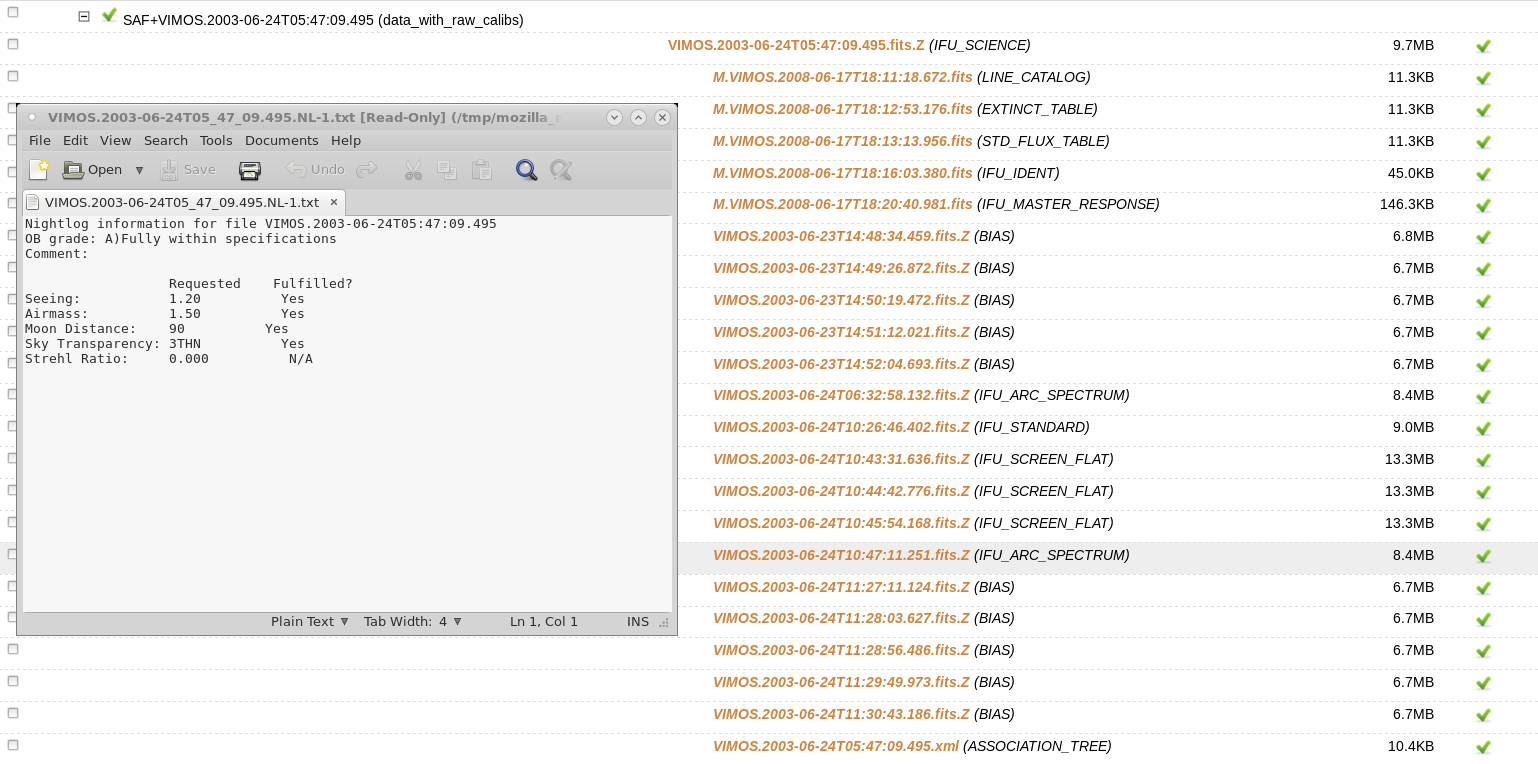 SAF+VIMOS.2003-06-24T05:47:09.495 (data_with_raw_calibs)
VIMOS.2003-06-24T05:47:09.495.fits.Z (IFU_SCIENCE) 9.7MB
M.VIMOS.2008-06-17T18:11:18.672.fits (LINE_CATALOG) 11.3KB
M.VIMOS.2008-06-17T18:12:53.176.fits (EXTINCT_TABLE) 11.3KB
M.VIMOS.2008-06-17T18:13:13.956.fits (STD_FLUX_TABLE) 11.3KB
M.VIMOS.2008-06-17T18:16:03.380.fits (IFU_IDENT) 45.0KB
M.VIMOS.2008-06-17T18:20:40.981.fits (IFU_MASTER_RESPONSE) 146.3KB
VIMOS.2003-06-23T14:48:34.459.fits.Z (BIAS) 6.8MB
VIMOS.2003-06-23T14:49:26.872.fits.Z (BIAS) 6.7MB
VIMOS.2003-06-23T14:50:19.472.fits.Z (BIAS) 6.7MB
VIMOS.2003-06-23T14:51:12.021.fits.Z (BIAS) 6.7MB
VIMOS.2003-06-23T14:52:04.693.fits.Z (BIAS) 6.7MB
VIMOS.2003-06-24T06:32:58.132.fits.Z (IFU_ARC_SPECTRUM) 8.4MB
VIMOS.2003-06-24T10:26:46.402.fits.Z (IFU_STANDARD) 9.0MB
VIMOS.2003-06-24T10:43:31.636.fits.Z (IFU_SCREEN_FLAT) 13.3MB
VIMOS.2003-06-24T10:44:42.776.fits.Z (IFU_SCREEN_FLAT) 13.3MB
VIMOS.2003-06-24T10:45:54.168.fits.Z (IFU_SCREEN_FLAT) 13.3MB
VIMOS.2003-06-24T10:47:11.251.fits.Z (IFU_ARC_SPECTRUM) 8.4MB
VIMOS.2003-06-24T11:27:11.124.fits.Z (BIAS) 6.7MB
VIMOS.2003-06-24T11:28:03.627.fits.Z (BIAS) 6.7MB
VIMOS.2003-06-24T11:28:56.486.fits.Z (BIAS) 6.7MB
VIMOS.2003-06-24T11:29:49.973.fits.Z (BIAS) 6.7MB
VIMOS.2003-06-24T11:30:43.186.fits.Z (BIAS) 6.7MB
VIMOS.2003-06-24T05:47:09.495.xml (ASSOCIATION_TREE) 10.4KB
VIMOS.2003-06-24T05_47_09.495.NL-1.txt [Read-Only] (/tmp/mozilla_
File Edit View Search Tools Documents Help
Open Save Undo
VIMOS.2003-06-24T05_47_09.495.NL-1.txt ×
Nightlog information for file VIMOS.2003-06-24T05:47:09.495
OB grade: A)Fully within specifications
Comment:
Requested Fulfilled?
Seeing: 1.20 Yes
Airmass: 1.50 Yes
Moon Distance: 90 Yes
Sky Transparency: 3THN Yes
Strehl Ratio: 0.000 N/A
Plain Text Tab Width: 4 Ln 1, Col 1 INS